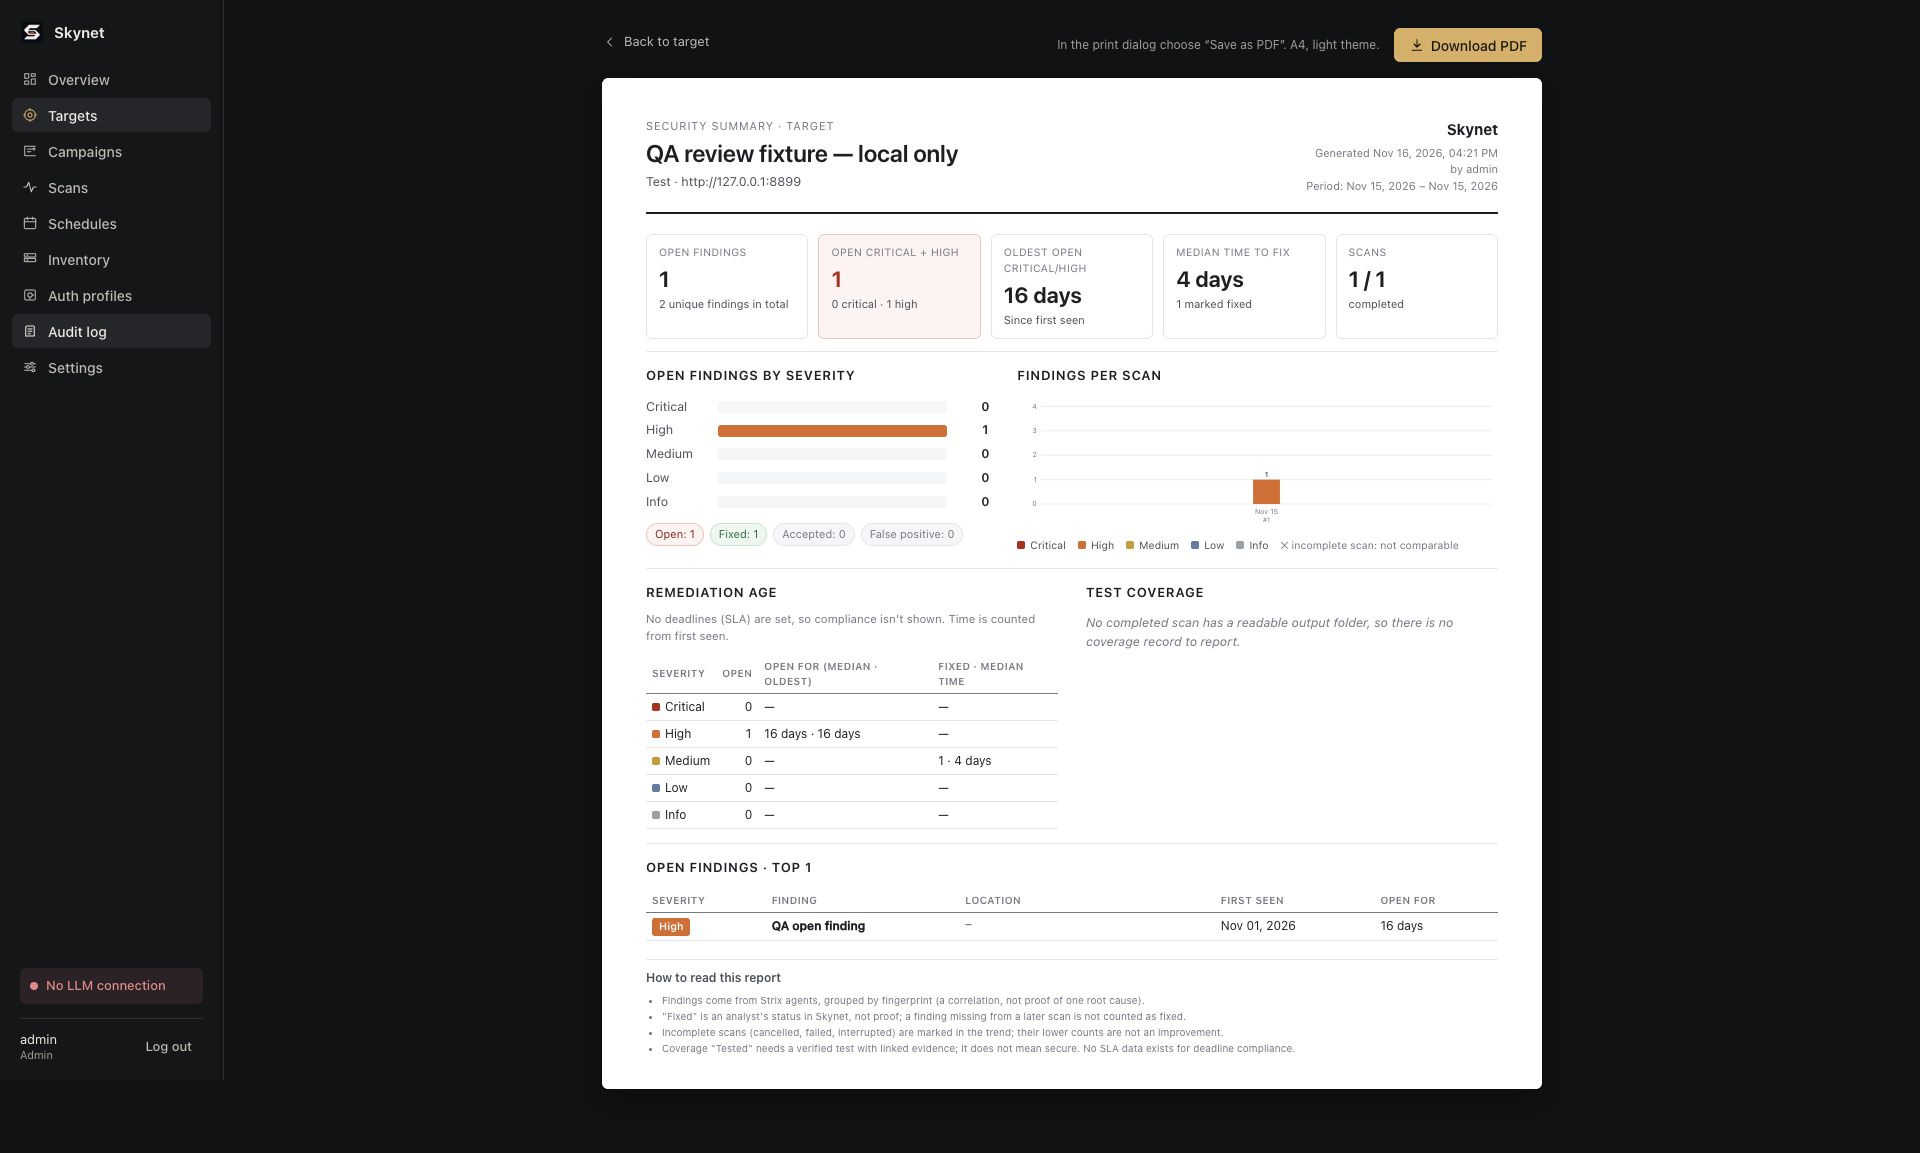 Skynet
Overview
Targets
Campaigns
Scans
Schedules
Inventory
Auth profiles
Audit log
Settings
No LLM connection
admin
Admin
Log out
Back to target
In the print dialog choose “Save as PDF”. A4, light theme.
Download PDF
SECURITY SUMMARY · TARGET
QA review fixture — local only
Test · http://127.0.0.1:8899
Skynet
Generated Nov 16, 2026, 04:21 PM
by admin
Period: Nov 15, 2026 – Nov 15, 2026
OPEN FINDINGS
1
2 unique findings in total
OPEN CRITICAL + HIGH
1
0 critical · 1 high
OLDEST OPEN
CRITICAL/HIGH
16 days
Since first seen
MEDIAN TIME TO FIX
4 days
1 marked fixed
SCANS
1 / 1
completed
OPEN FINDINGS BY SEVERITY
Critical 0
High 1
Medium 0
Low 0
Info 0
Open: 1 Fixed: 1 Accepted: 0 False positive: 0
FINDINGS PER SCAN
4
3
2
1
0
1
Nov 15
#1
Critical High Medium Low Info × incomplete scan: not comparable
REMEDIATION AGE
No deadlines (SLA) are set, so compliance isn't shown. Time is counted
from first seen.
SEVERITY OPEN OPEN FOR (MEDIAN · OLDEST) FIXED · MEDIAN TIME
Critical 0 — —
High 1 16 days · 16 days —
Medium 0 — 1 · 4 days
Low 0 — —
Info 0 — —
TEST COVERAGE
No completed scan has a readable output folder, so there is no
coverage record to report.
OPEN FINDINGS · TOP 1
SEVERITY FINDING LOCATION FIRST SEEN OPEN FOR
High QA open finding – Nov 01, 2026 16 days
How to read this report
• Findings come from Strix agents, grouped by fingerprint (a correlation, not proof of one root cause).
• "Fixed" is an analyst's status in Skynet, not proof; a finding missing from a later scan is not counted as fixed.
• Incomplete scans (cancelled, failed, interrupted) are marked in the trend; their lower counts are not an improvement.
• Coverage "Tested" needs a verified test with linked evidence; it does not mean secure. No SLA data exists for deadline compliance.